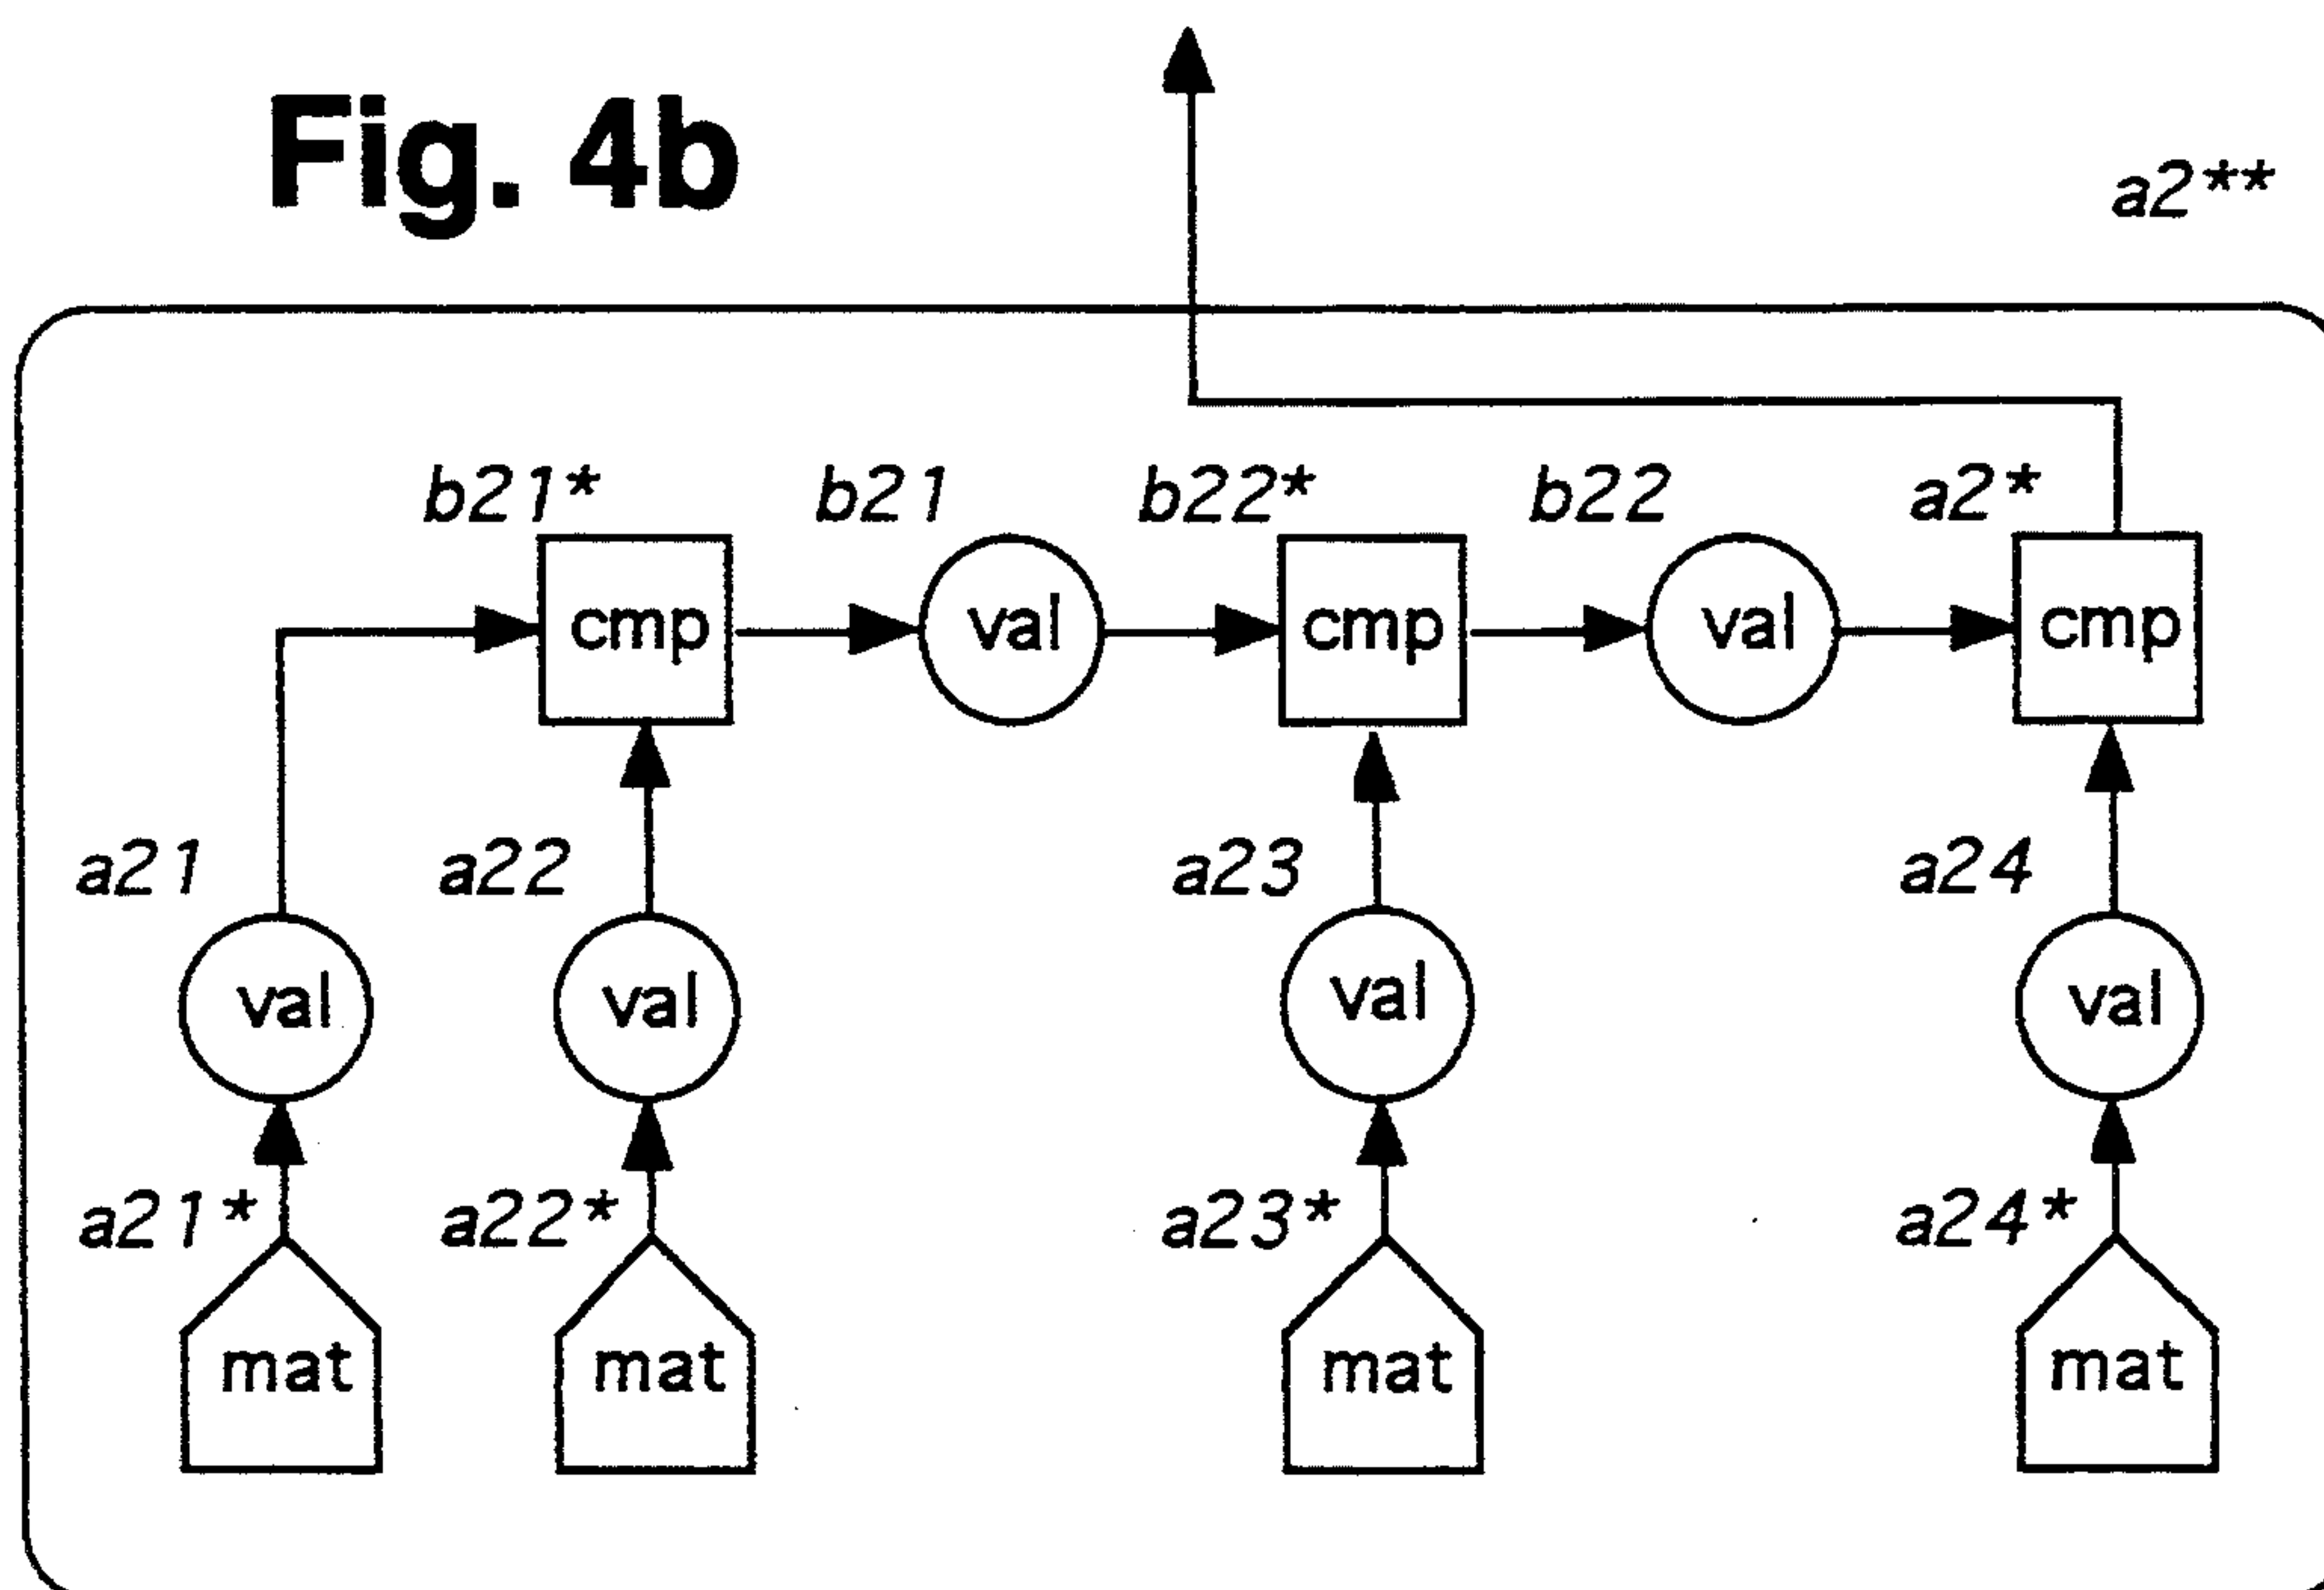 Fig. 4b
a2**
b21* b21 b22* b22 a2*
cmp val cmp val cmp
a21 a22 a23 a24
val val val val
a21* a22* a23* a24*
mat mat mat mat